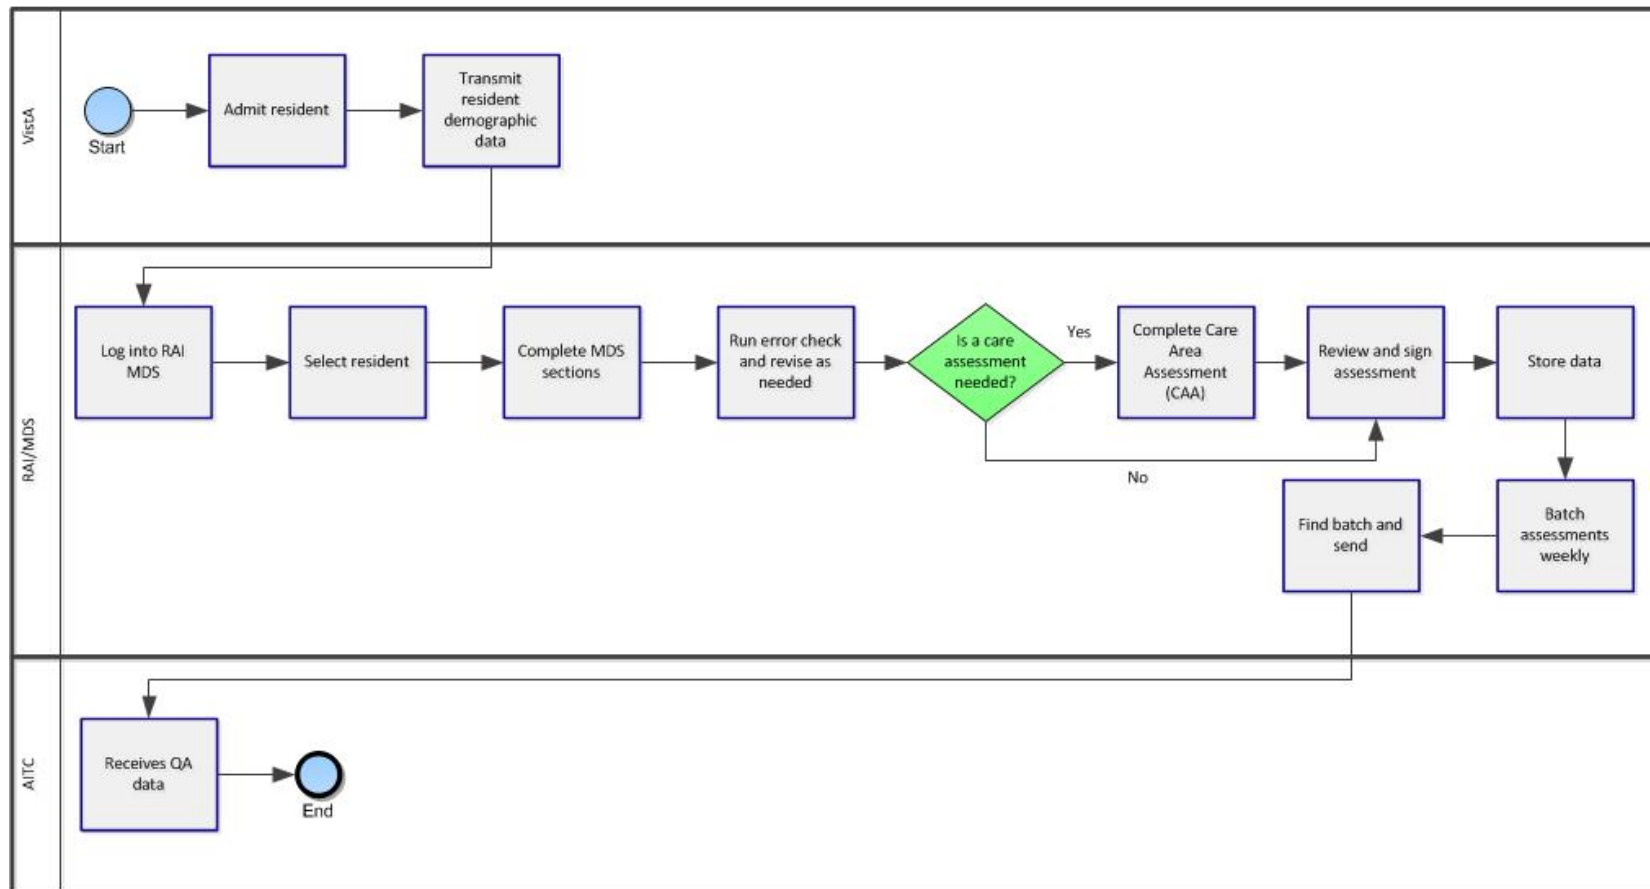 VistA
Start
Admit resident
Transmit
resident
demographic
data
RAI/MDS
Log into RAI
MDS
Select resident
Complete MDS
sections
Run error check
and revise as
needed
Is a care
assessment
needed?
Yes
No
Complete Care
Area
Assessment
(CAA)
Review and sign
assessment
Store data
Batch
assessments
weekly
Find batch and
send
AITC
Receives QA
data
End